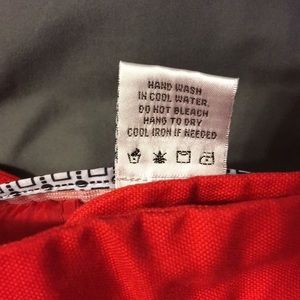 HAND WASH
IN COOL WATER.
DO NOT BLEACH
HANG TO DRY
COOL IRON IF NEEDED